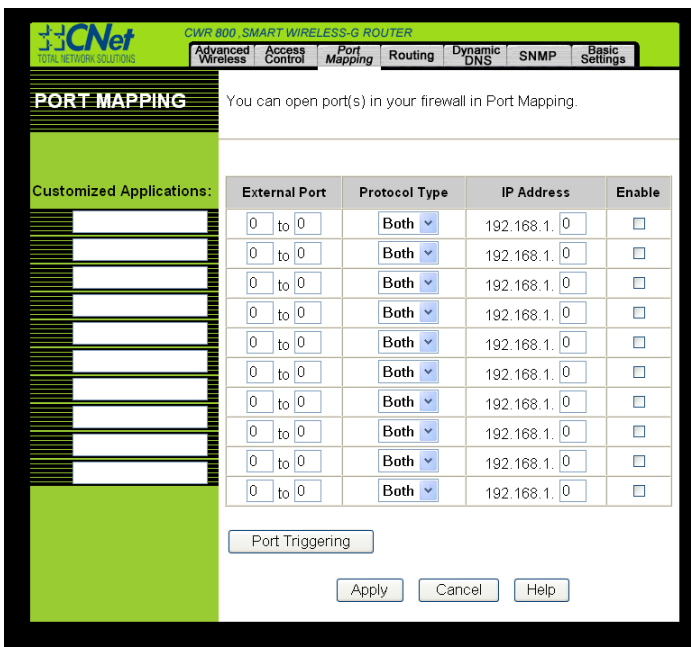 CNet
TOTAL NETWORK SOLUTIONS
CWR 800 ,SMART WIRELESS-G ROUTER
Advanced Wireless Access Control Port Mapping Routing Dynamic DNS SNMP Basic Settings
PORT MAPPING
You can open port(s) in your firewall in Port Mapping.
Customized Applications: External Port Protocol Type IP Address Enable
0 to 0 Both 192.168.1. 0
0 to 0 Both 192.168.1. 0
0 to 0 Both 192.168.1. 0
0 to 0 Both 192.168.1. 0
0 to 0 Both 192.168.1. 0
0 to 0 Both 192.168.1. 0
0 to 0 Both 192.168.1. 0
0 to 0 Both 192.168.1. 0
0 to 0 Both 192.168.1. 0
0 to 0 Both 192.168.1. 0
Port Triggering
Apply Cancel Help